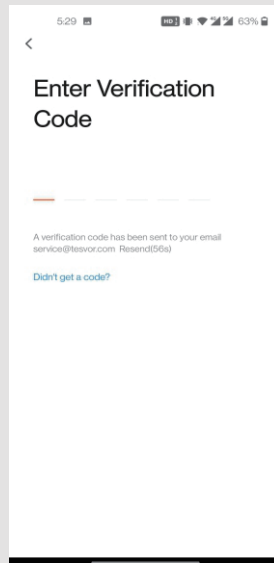 5:29 HD 63%
Enter Verification
Code
A verification code has been sent to your email
service@tesvor.com Resend(56s)
Didn't get a code?